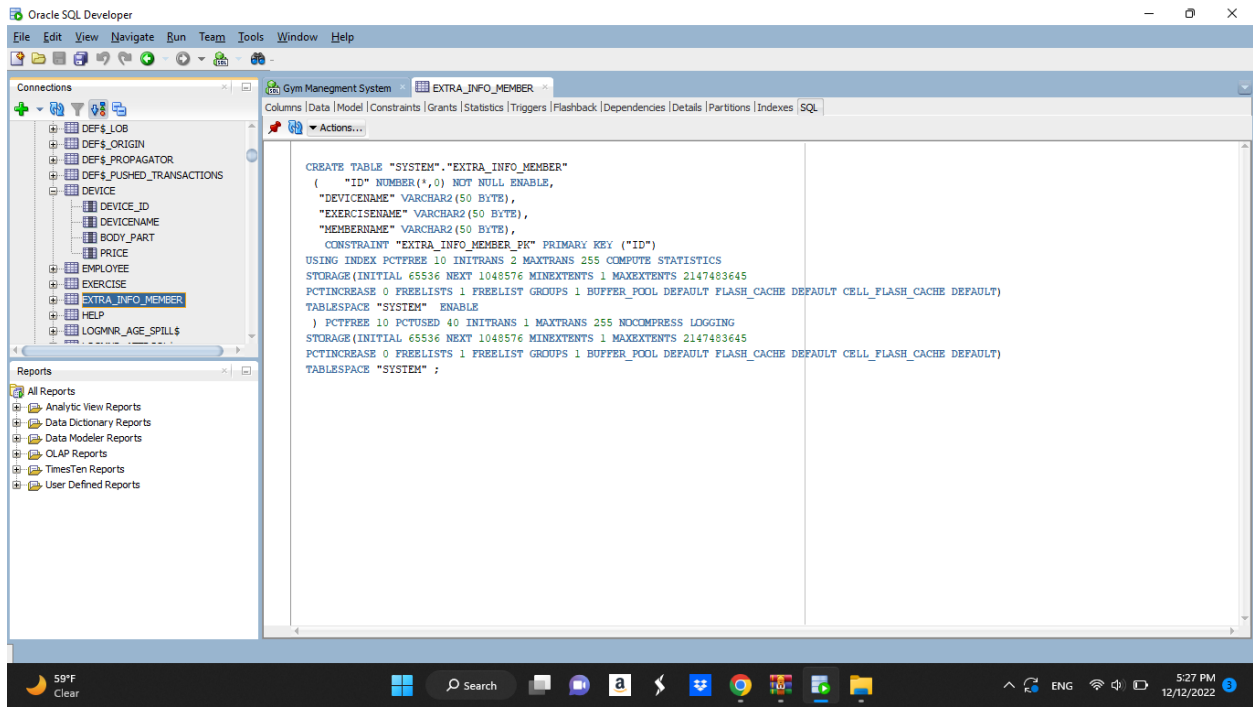 Oracle SQL Developer
File Edit View Navigate Run Team Tools Window Help
Connections
DEF$_LOB
DEF$_ORIGIN
DEF$_PROPAGATOR
DEF$_PUSHED_TRANSACTIONS
DEVICE
DEVICE_ID
DEVICENAME
BODY_PART
PRICE
EMPLOYEE
EXERCISE
EXTRA_INFO_MEMBER
HELP
LOGMNR_AGE_SPILL$
Reports
All Reports
Analytic View Reports
Data Dictionary Reports
Data Modeler Reports
OLAP Reports
TimesTen Reports
User Defined Reports
Gym Managment System EXTRA_INFO_MEMBER
Columns Data Model Constraints Grants Statistics Triggers Flashback Dependencies Details Partitions Indexes SQL
Actions...
CREATE TABLE "SYSTEM"."EXTRA_INFO_MEMBER"
( "ID" NUMBER(*,0) NOT NULL ENABLE,
"DEVICENAME" VARCHAR2(50 BYTE),
"EXERCISENAME" VARCHAR2(50 BYTE),
"MEMBERNAME" VARCHAR2(50 BYTE),
CONSTRAINT "EXTRA_INFO_MEMBER_PK" PRIMARY KEY ("ID")
USING INDEX PCTFREE 10 INITRANS 2 MAXTRANS 255 COMPUTE STATISTICS
STORAGE(INITIAL 65536 NEXT 1048576 MINEXTENTS 1 MAXEXTENTS 2147483645
PCTINCREASE 0 FREELISTS 1 FREELIST GROUPS 1 BUFFER_POOL DEFAULT FLASH_CACHE DEFAULT CELL_FLASH_CACHE DEFAULT)
TABLESPACE "SYSTEM" ENABLE
) PCTFREE 10 PCTUSED 40 INITRANS 1 MAXTRANS 255 NOCOMPRESS LOGGING
STORAGE(INITIAL 65536 NEXT 1048576 MINEXTENTS 1 MAXEXTENTS 2147483645
PCTINCREASE 0 FREELISTS 1 FREELIST GROUPS 1 BUFFER_POOL DEFAULT FLASH_CACHE DEFAULT CELL_FLASH_CACHE DEFAULT)
TABLESPACE "SYSTEM" ;
59°F
Clear
Search
a
ENG
5:27 PM
12/12/2022
3